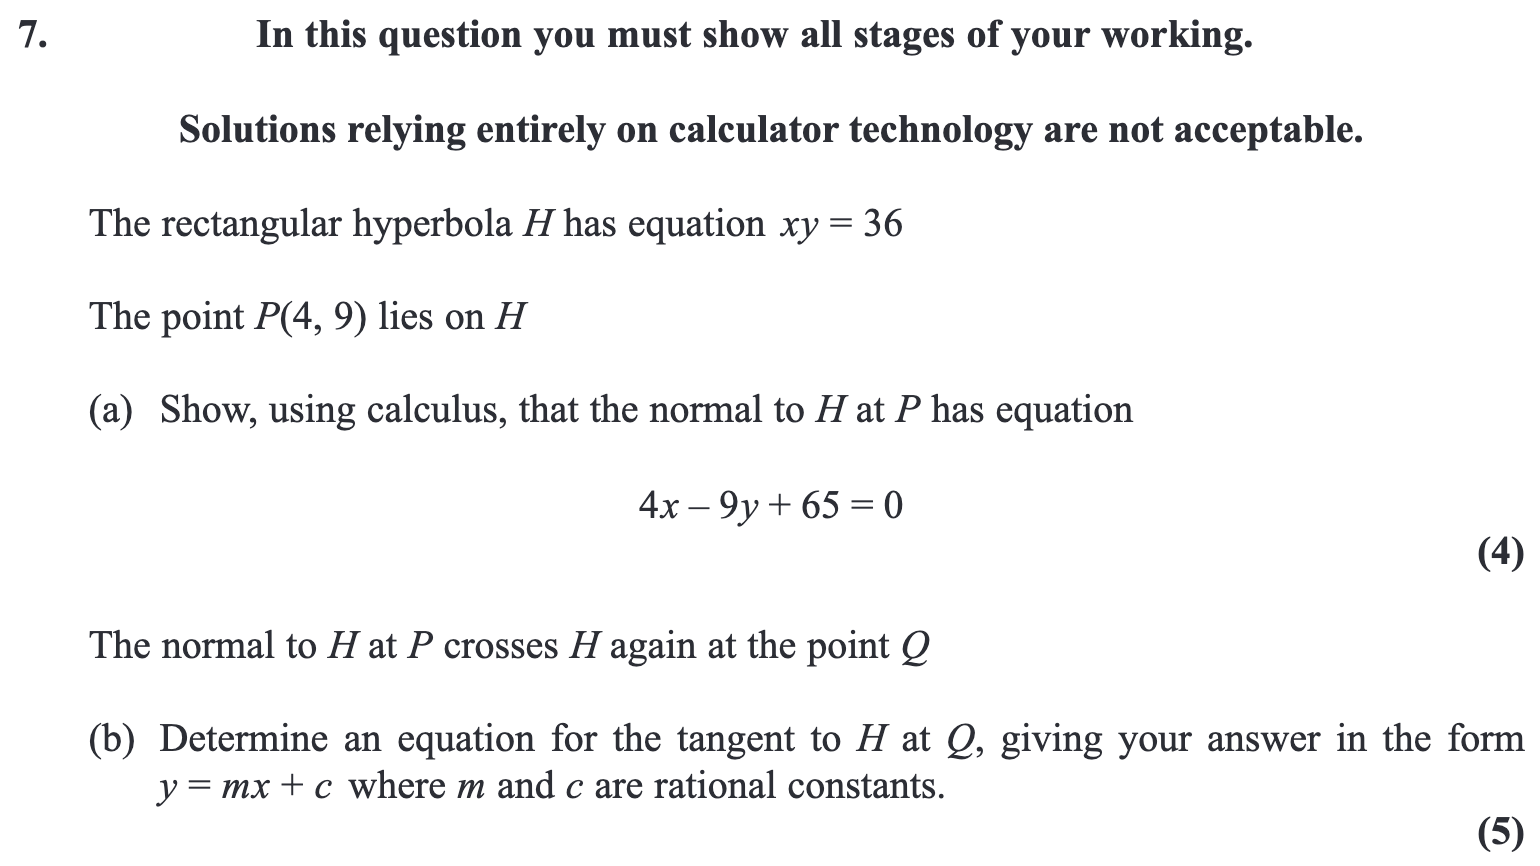 7. In this question you must show all stages of your working.
Solutions relying entirely on calculator technology are not acceptable.
The rectangular hyperbola H has equation xy = 36
The point P(4, 9) lies on H
(a) Show, using calculus, that the normal to H at P has equation
4x – 9y + 65 = 0
(4)
The normal to H at P crosses H again at the point Q
(b) Determine an equation for the tangent to H at Q, giving your answer in the form
y = mx + c where m and c are rational constants.
(5)